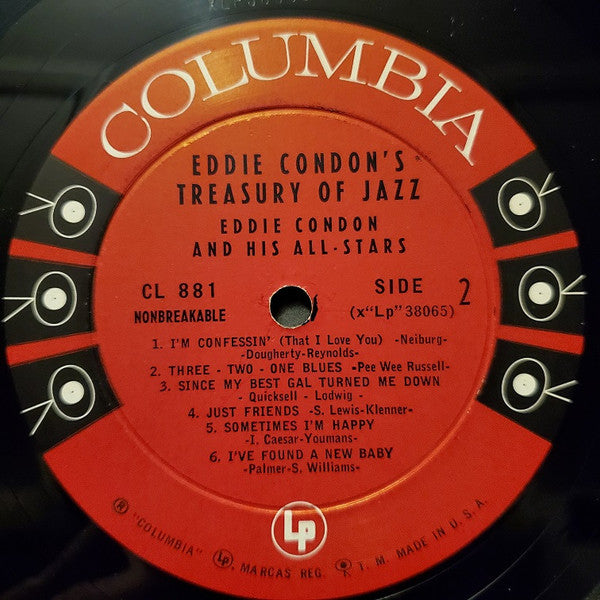 COLUMBIA
EDDIE CONDON'S
TREASURY OF JAZZ
EDDIE CONDON
AND HIS ALL-STARS
CL 881
NONBREAKABLE
SIDE 2
(x"Lp" 38065)
1. I'M CONFESSIN' (That I Love You) -Neiburg-
-Dougherty-Reynolds-
2. THREE - TWO - ONE BLUES -Pee Wee Russell-
3. SINCE MY BEST GAL TURNED ME DOWN
- Quicksell - Lodwig -
4. JUST FRIENDS -S. Lewis-Klenner-
5. SOMETIMES I'M HAPPY
-I. Caesar-Youmans-
6. I'VE FOUND A NEW BABY
-Palmer-S. Williams-
LP
® "COLUMBIA" LP, MARCAS REG. T. M. MADE IN U. S. A.